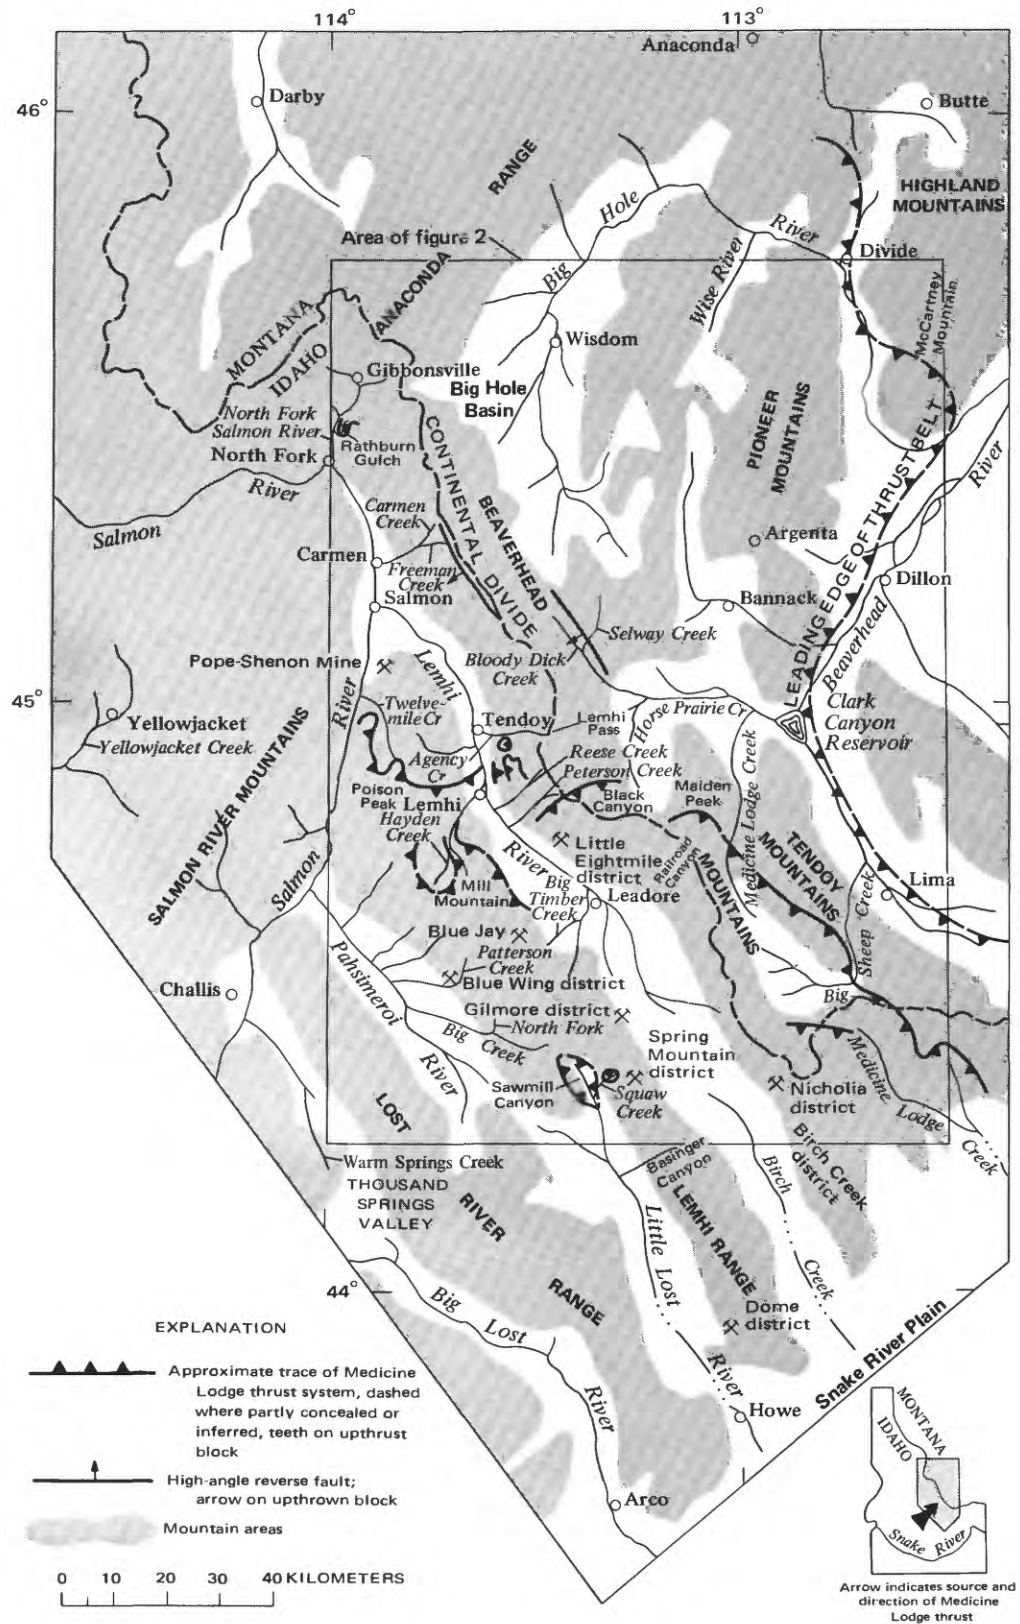 114°
113°
Anaconda
46°
Darby
Butte
RANGE
HIGHLAND
MOUNTAINS
Hole
River
Area of figure 2
Big
Wise River
Divide
ANACONDA
MONTANA
IDAHO
McCartney
Mountain
Wisdom
Gibbonsville
Big Hole
Basin
North Fork
Salmon River
Rathburn
Gulch
North Fork
River
Salmon
PIONEER
MOUNTAINS
LEADING EDGE OF THRUST BELT
River
CONTINENTAL DIVIDE
BEAVERHEAD
Carmen
Creek
Argenta
Carmen
Freeman
Creek
Dillon
Salmon
Bannack
Beaverhead
Selway Creek
Pope-Shenon Mine
Lemhi
Bloody Dick
Creek
45°
River
Twelve-
mile Cr
Horse Prairie Cr
Clark
Canyon
Reservoir
Yellowjacket
Yellowjacket Creek
Tendoy
Lemhi
Pass
Agency
Cr
Reese Creek
Peterson Creek
Medicine Lodge Creek
Poison
Peak
Lemhi
Hayden
Creek
Black
Canyon
Maiden
Peek
SALMON RIVER MOUNTAINS
TENDOY
MOUNTAINS
River
Little
Eightmile
district
Railroad
Canyon
MOUNTAINS
Lima
Salmon
Mill
Mountain
Big
Timber
Creek
Leadore
Sheep Creek
Blue Jay
Patterson
Creek
Pahsimeroi
River
Blue Wing district
Challis
Big
Gilmore district
North Fork
Big Creek
Spring
Mountain
district
Medicine
Lodge
Creek
Sawmill
Canyon
Squaw
Creek
Nicholia
district
LOST
RIVER
RANGE
Birch Creek
district
Warm Springs Creek
THOUSAND
SPRINGS
VALLEY
Basinger
Canyon
Birch
Creek
LEMHI RANGE
Little Lost
River
44°
Big
Lost
River
Dome
district
Snake River Plain
Howe
Arco
EXPLANATION
Approximate trace of Medicine
Lodge thrust system, dashed
where partly concealed or
inferred, teeth on upthrust
block
High-angle reverse fault;
arrow on upthrown block
Mountain areas
0 10 20 30 40 KILOMETERS
MONTANA
IDAHO
Snake River
Arrow indicates source and
direction of Medicine
Lodge thrust